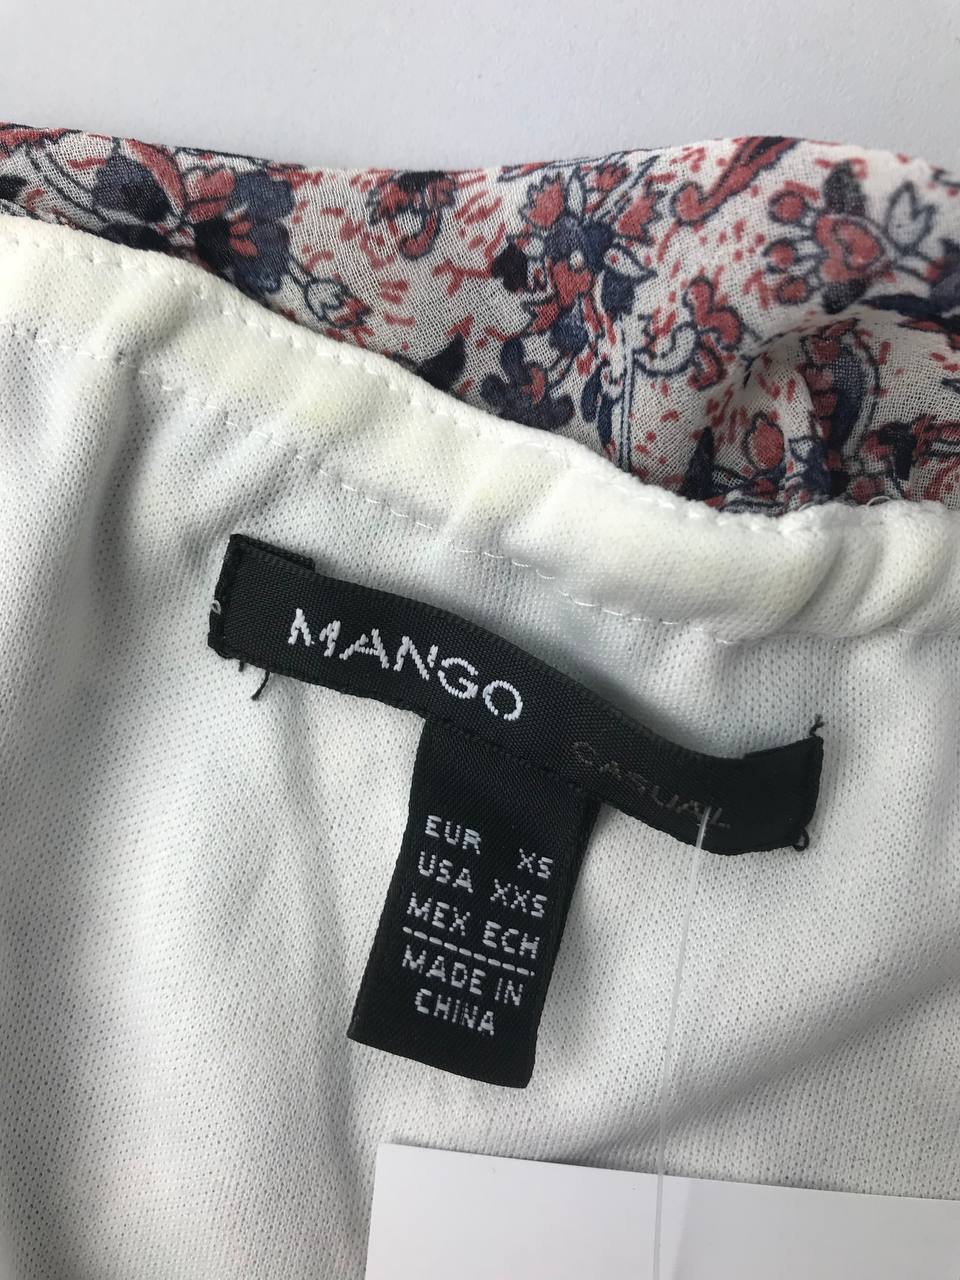 MANGO CASUAL
EUR XS
USA XXS
MEX ECH
MADE IN
CHINA